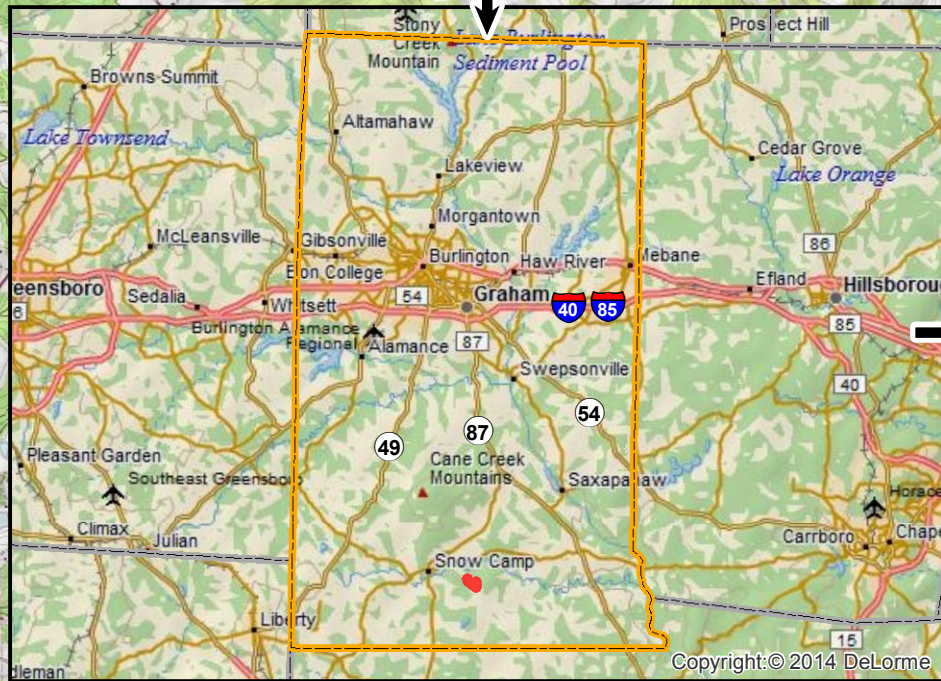 Stony
Creek
Mountain
Lake Burlington
Sediment Pool
Prospect Hill
Browns Summit
Lake Townsend
Altamahaw
Cedar Grove
Lake Orange
Lakeview
Morgantown
McLeansville
Gibsonville
Burlington
Haw River
Mebane
86
Elon College
Efland
eensboro
Sedalia
Whitsett
54
Graham
40
85
Hillsborou
6
Burlington Alamance
Regional
Alamance
87
85
Swepsonville
40
49
87
54
Pleasant Garden
Southeast Greensboro
Cane Creek
Mountains
Saxapahaw
Horace
Climax
Julian
Carrboro
Chape
Snow Camp
Liberty
15
dleman
Copyright:© 2014 DeLorme